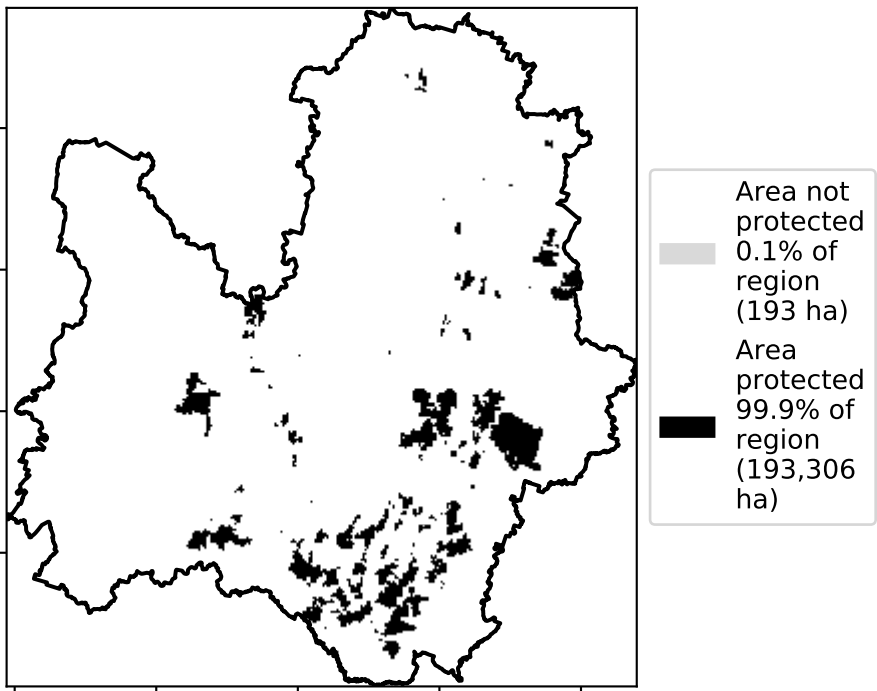 Area not
protected
0.1% of
region
(193 ha)
Area
protected
99.9% of
region
(193,306
ha)